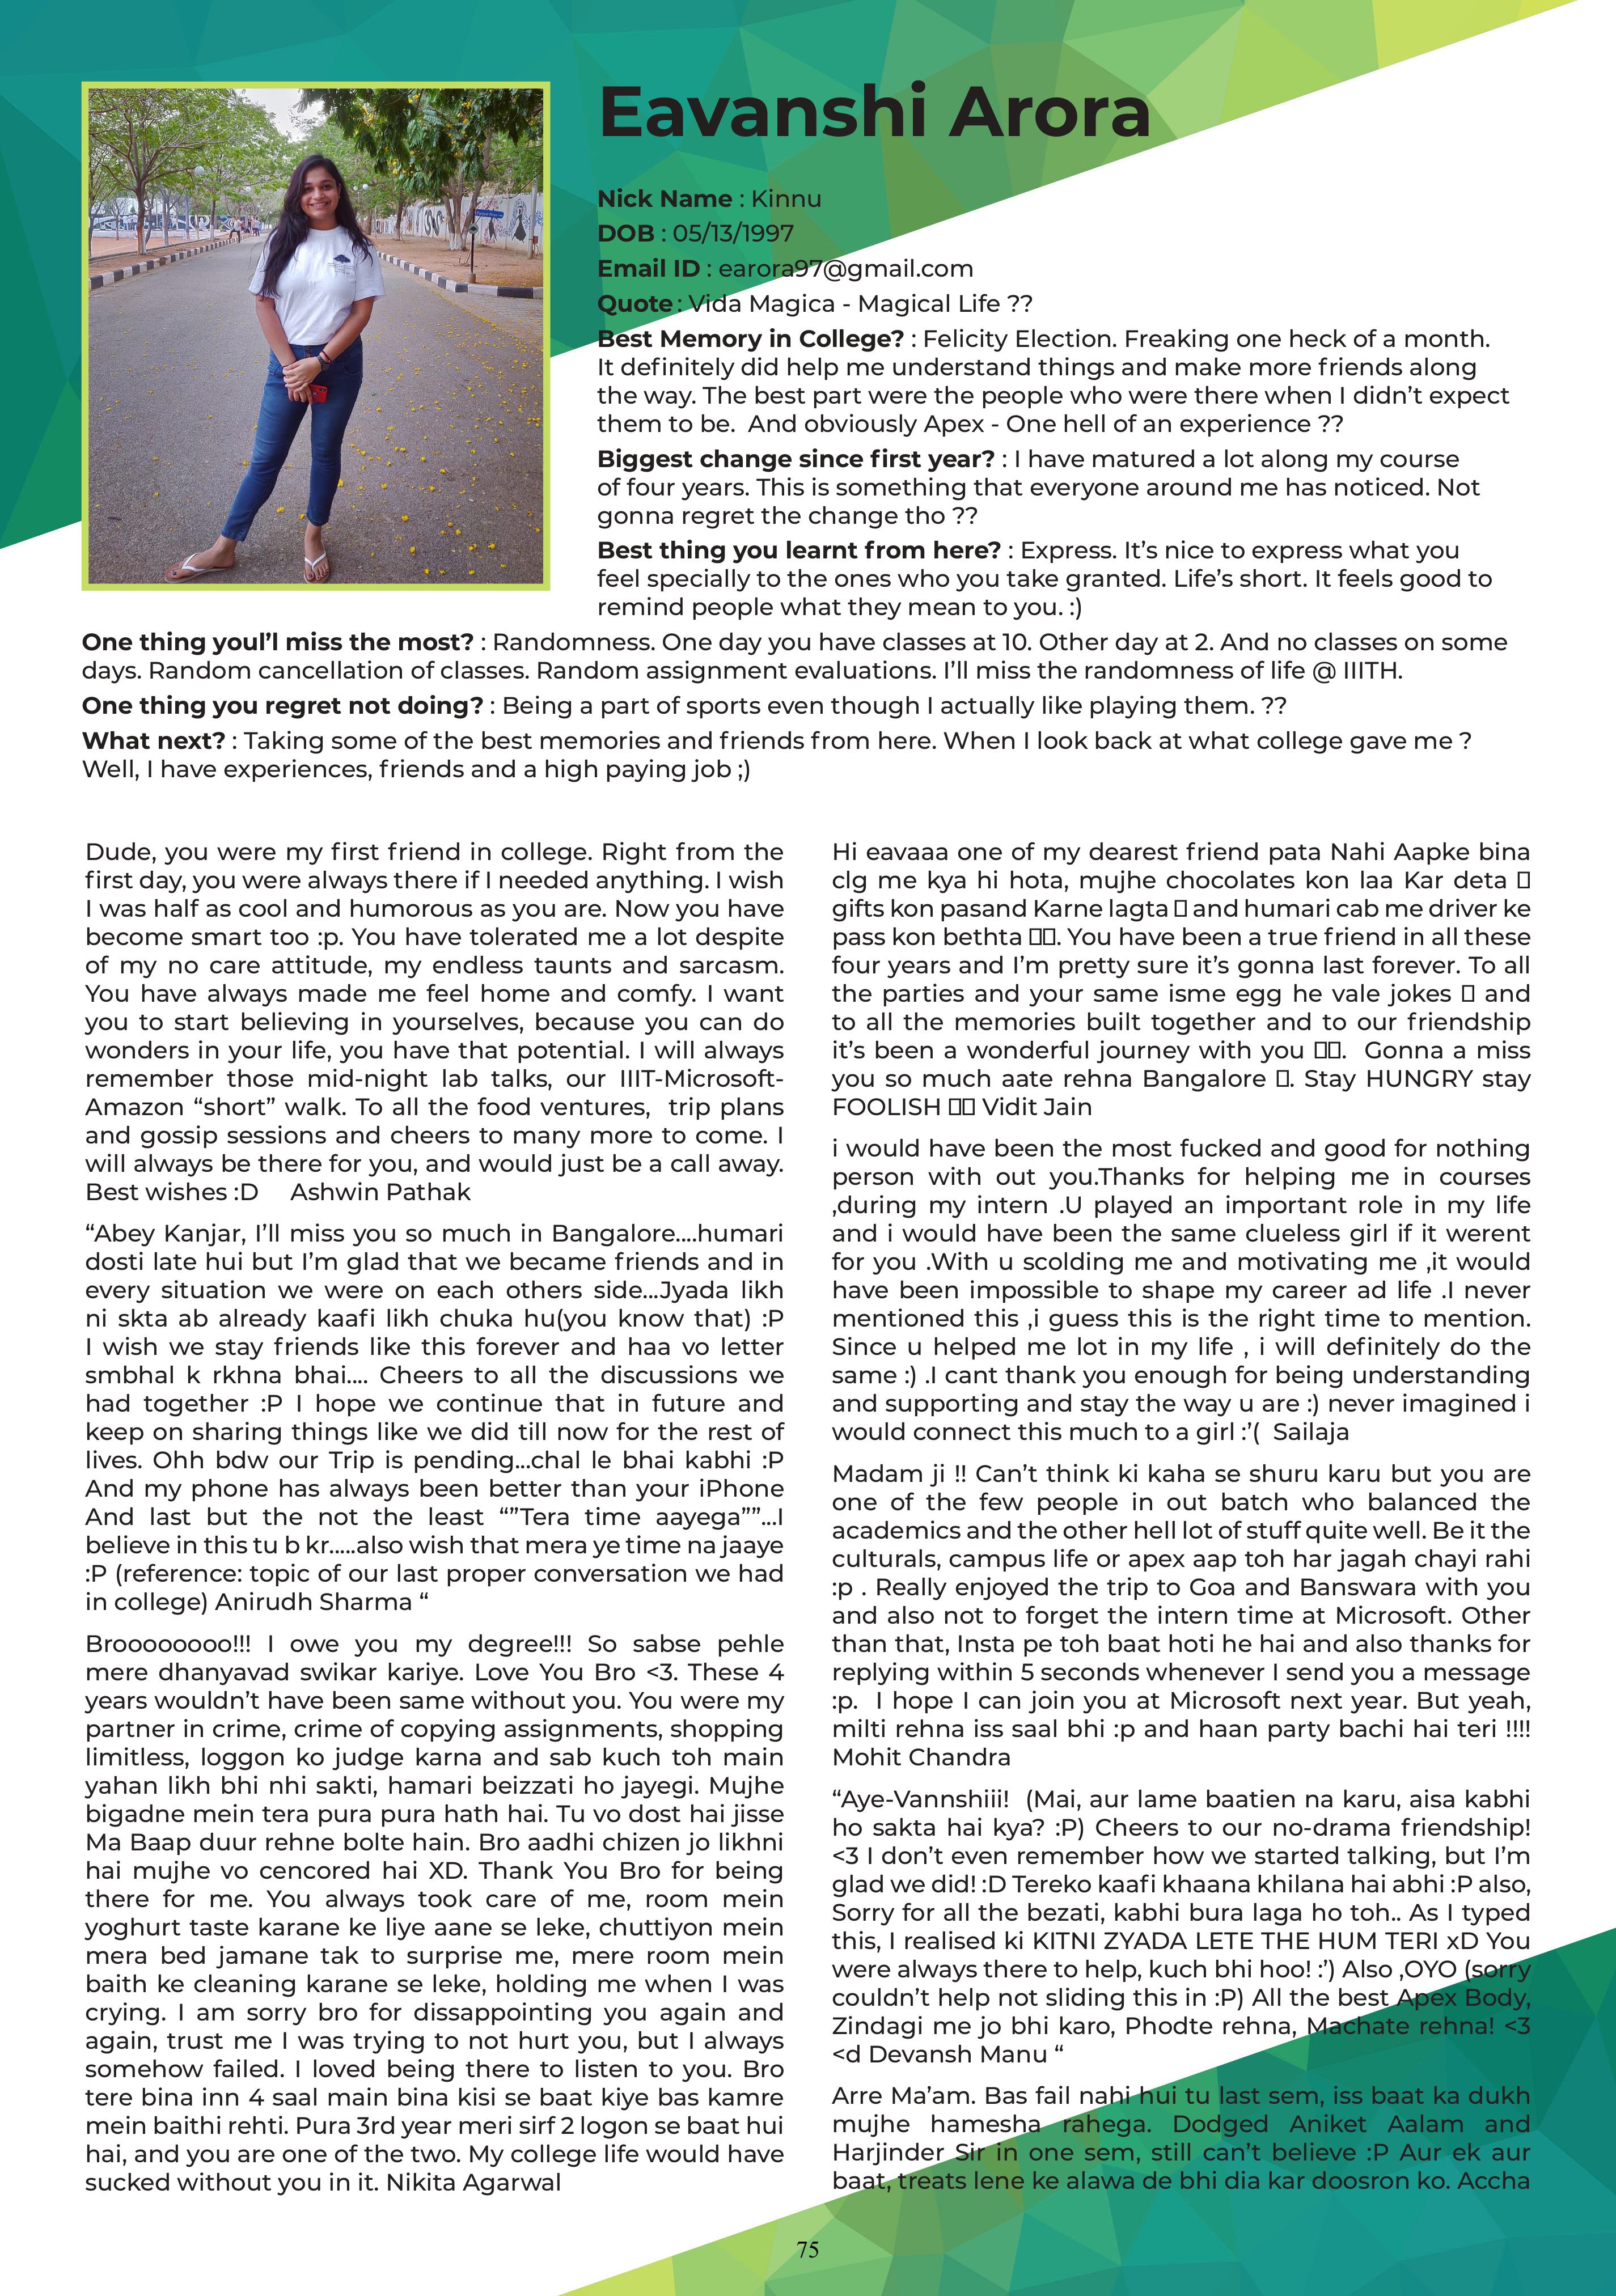 Eavanshi Arora
Nick Name : Kinnu
DOB : 05/13/1997
Email ID : earora97@gmail.com
Quote : Vida Magica - Magical Life ??
Best Memory in College? : Felicity Election. Freaking one heck of a month.
It definitely did help me understand things and make more friends along
the way. The best part were the people who were there when I didn’t expect
them to be.  And obviously Apex - One hell of an experience ??
Biggest change since first year? : I have matured a lot along my course
of four years. This is something that everyone around me has noticed. Not
gonna regret the change tho ??
Best thing you learnt from here? : Express. It’s nice to express what you
feel specially to the ones who you take granted. Life’s short. It feels good to
remind people what they mean to you. :)
One thing youl’l miss the most? : Randomness. One day you have classes at 10. Other day at 2. And no classes on some
days. Random cancellation of classes. Random assignment evaluations. I’ll miss the randomness of life @ IIITH.
One thing you regret not doing? : Being a part of sports even though I actually like playing them. ??
What next? : Taking some of the best memories and friends from here. When I look back at what college gave me ?
Well, I have experiences, friends and a high paying job ;)
Dude, you were my first friend in college. Right from the
first day, you were always there if I needed anything. I wish
I was half as cool and humorous as you are. Now you have
become smart too :p. You have tolerated me a lot despite
of my no care attitude, my endless taunts and sarcasm.
You have always made me feel home and comfy. I want
you to start believing in yourselves, because you can do
wonders in your life, you have that potential. I will always
remember those mid-night lab talks, our IIIT-Microsoft-
Amazon “short” walk. To all the food ventures,  trip plans
and gossip sessions and cheers to many more to come. I
will always be there for you, and would just be a call away.
Best wishes :D    Ashwin Pathak
“Abey Kanjar, I’ll miss you so much in Bangalore....humari
dosti late hui but I’m glad that we became friends and in
every situation we were on each others side...Jyada likh
ni skta ab already kaafi likh chuka hu(you know that) :P
I wish we stay friends like this forever and haa vo letter
smbhal k rkhna bhai.... Cheers to all the discussions we
had together :P I hope we continue that in future and
keep on sharing things like we did till now for the rest of
lives. Ohh bdw our Trip is pending...chal le bhai kabhi :P
And my phone has always been better than your iPhone
And last but the not the least “”Tera time aayega””...I
believe in this tu b kr.....also wish that mera ye time na jaaye
:P (reference: topic of our last proper conversation we had
in college) Anirudh Sharma “
Broooooooo!!! I owe you my degree!!! So sabse pehle
mere dhanyavad swikar kariye. Love You Bro <3. These 4
years wouldn’t have been same without you. You were my
partner in crime, crime of copying assignments, shopping
limitless, loggon ko judge karna and sab kuch toh main
yahan likh bhi nhi sakti, hamari beizzati ho jayegi. Mujhe
bigadne mein tera pura pura hath hai. Tu vo dost hai jisse
Ma Baap duur rehne bolte hain. Bro aadhi chizen jo likhni
hai mujhe vo cencored hai XD. Thank You Bro for being
there for me. You always took care of me, room mein
yoghurt taste karane ke liye aane se leke, chuttiyon mein
mera bed jamane tak to surprise me, mere room mein
baith ke cleaning karane se leke, holding me when I was
crying. I am sorry bro for dissappointing you again and
again, trust me I was trying to not hurt you, but I always
somehow failed. I loved being there to listen to you. Bro
tere bina inn 4 saal main bina kisi se baat kiye bas kamre
mein baithi rehti. Pura 3rd year meri sirf 2 logon se baat hui
hai, and you are one of the two. My college life would have
sucked without you in it. Nikita Agarwal
Hi eavaaa one of my dearest friend pata Nahi Aapke bina
clg me kya hi hota, mujhe chocolates kon laa Kar deta □
gifts kon pasand Karne lagta □ and humari cab me driver ke
pass kon bethta □□. You have been a true friend in all these
four years and I’m pretty sure it’s gonna last forever. To all
the parties and your same isme egg he vale jokes □ and
to all the memories built together and to our friendship
it’s been a wonderful journey with you □□.  Gonna a miss
you so much aate rehna Bangalore □. Stay HUNGRY stay
FOOLISH □□ Vidit Jain
i would have been the most fucked and good for nothing
person with out you.Thanks for helping me in courses
,during my intern .U played an important role in my life
and i would have been the same clueless girl if it werent
for you .With u scolding me and motivating me ,it would
have been impossible to shape my career ad life .I never
mentioned this ,i guess this is the right time to mention.
Since u helped me lot in my life , i will definitely do the
same :) .I cant thank you enough for being understanding
and supporting and stay the way u are :) never imagined i
would connect this much to a girl :’(  Sailaja
Madam ji !! Can’t think ki kaha se shuru karu but you are
one of the few people in out batch who balanced the
academics and the other hell lot of stuff quite well. Be it the
culturals, campus life or apex aap toh har jagah chayi rahi
:p . Really enjoyed the trip to Goa and Banswara with you
and also not to forget the intern time at Microsoft. Other
than that, Insta pe toh baat hoti he hai and also thanks for
replying within 5 seconds whenever I send you a message
:p.  I hope I can join you at Microsoft next year. But yeah,
milti rehna iss saal bhi :p and haan party bachi hai teri !!!!
Mohit Chandra
“Aye-Vannshiii!  (Mai, aur lame baatien na karu, aisa kabhi
ho sakta hai kya? :P) Cheers to our no-drama friendship!
<3 I don’t even remember how we started talking, but I’m
glad we did! :D Tereko kaafi khaana khilana hai abhi :P also,
Sorry for all the bezati, kabhi bura laga ho toh.. As I typed
this, I realised ki KITNI ZYADA LETE THE HUM TERI xD You
were always there to help, kuch bhi hoo! :’) Also ,OYO (sorry
couldn’t help not sliding this in :P) All the best Apex Body,
Zindagi me jo bhi karo, Phodte rehna, Machate rehna! <3
<d Devansh Manu “
Arre Ma’am. Bas fail nahi hui tu last sem, iss baat ka dukh
mujhe hamesha rahega. Dodged Aniket Aalam and
Harjinder Sir in one sem, still can’t believe :P Aur ek aur
baat, treats lene ke alawa de bhi dia kar doosron ko. Accha
75